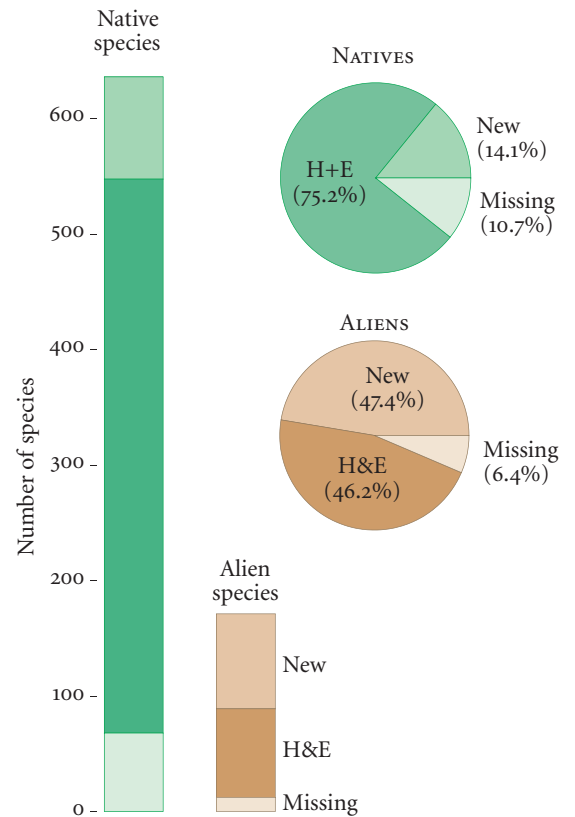 Native
species
NATIVES
600
New
(14.1%)
H+E
(75.2%)
Missing
(10.7%)
500
ALIENS
400
New
(47.4%)
Missing
(6.4%)
H&E
(46.2%)
Number of species
300
200
Alien
species
New
100
H&E
Missing
0